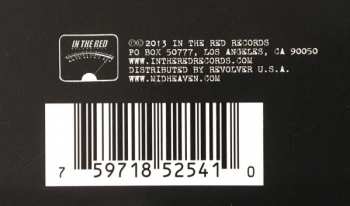 IN THE RED
©℗2013 IN THE RED RECORDS
PO BOX 50777, LOS ANGELES, CA 90050
WWW.INTHEREDRECORDS.COM
DISTRIBUTED BY REVOLVER U.S.A.
WWW.MIDHEAVEN.COM
7 59718 52541 0